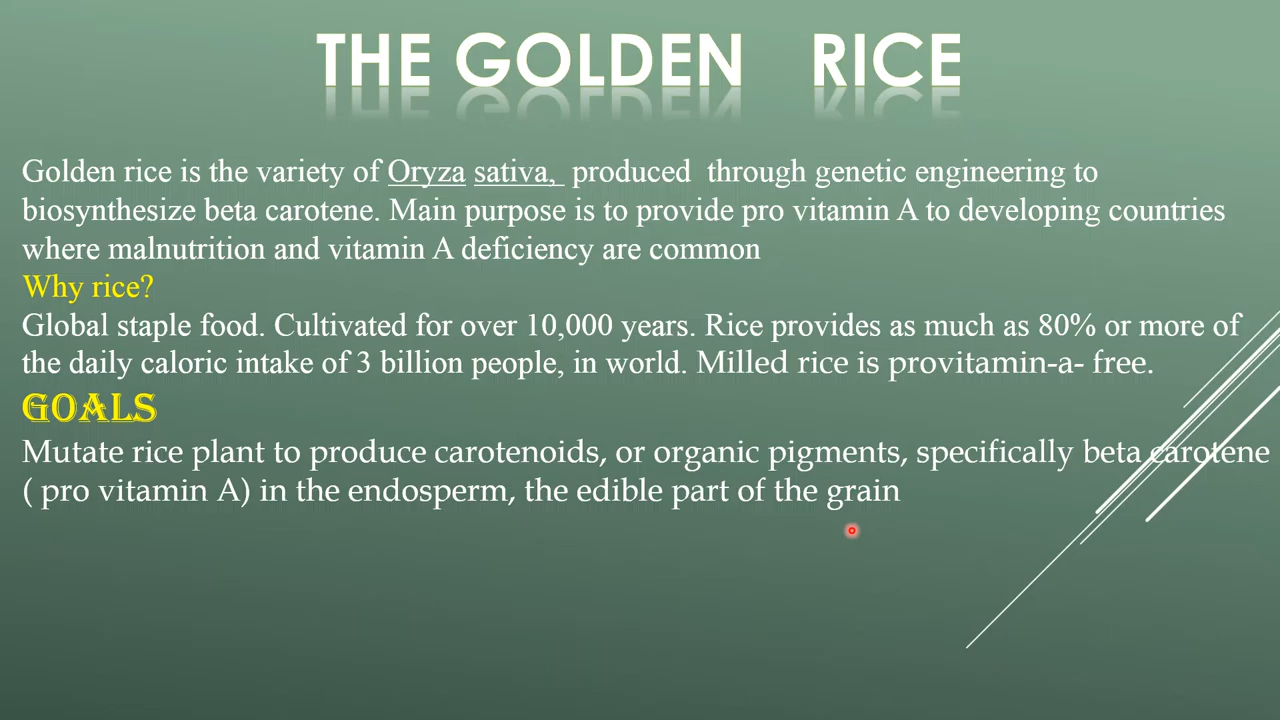 THE GOLDEN RICE
Golden rice is the variety of Oryza sativa, produced through genetic engineering to
biosynthesize beta carotene. Main purpose is to provide pro vitamin A to developing countries
where malnutrition and vitamin A deficiency are common
Why rice?
Global staple food. Cultivated for over 10,000 years. Rice provides as much as 80% or more of
the daily caloric intake of 3 billion people, in world. Milled rice is provitamin-a- free.
GOALS
Mutate rice plant to produce carotenoids, or organic pigments, specifically beta carotene
( pro vitamin A) in the endosperm, the edible part of the grain